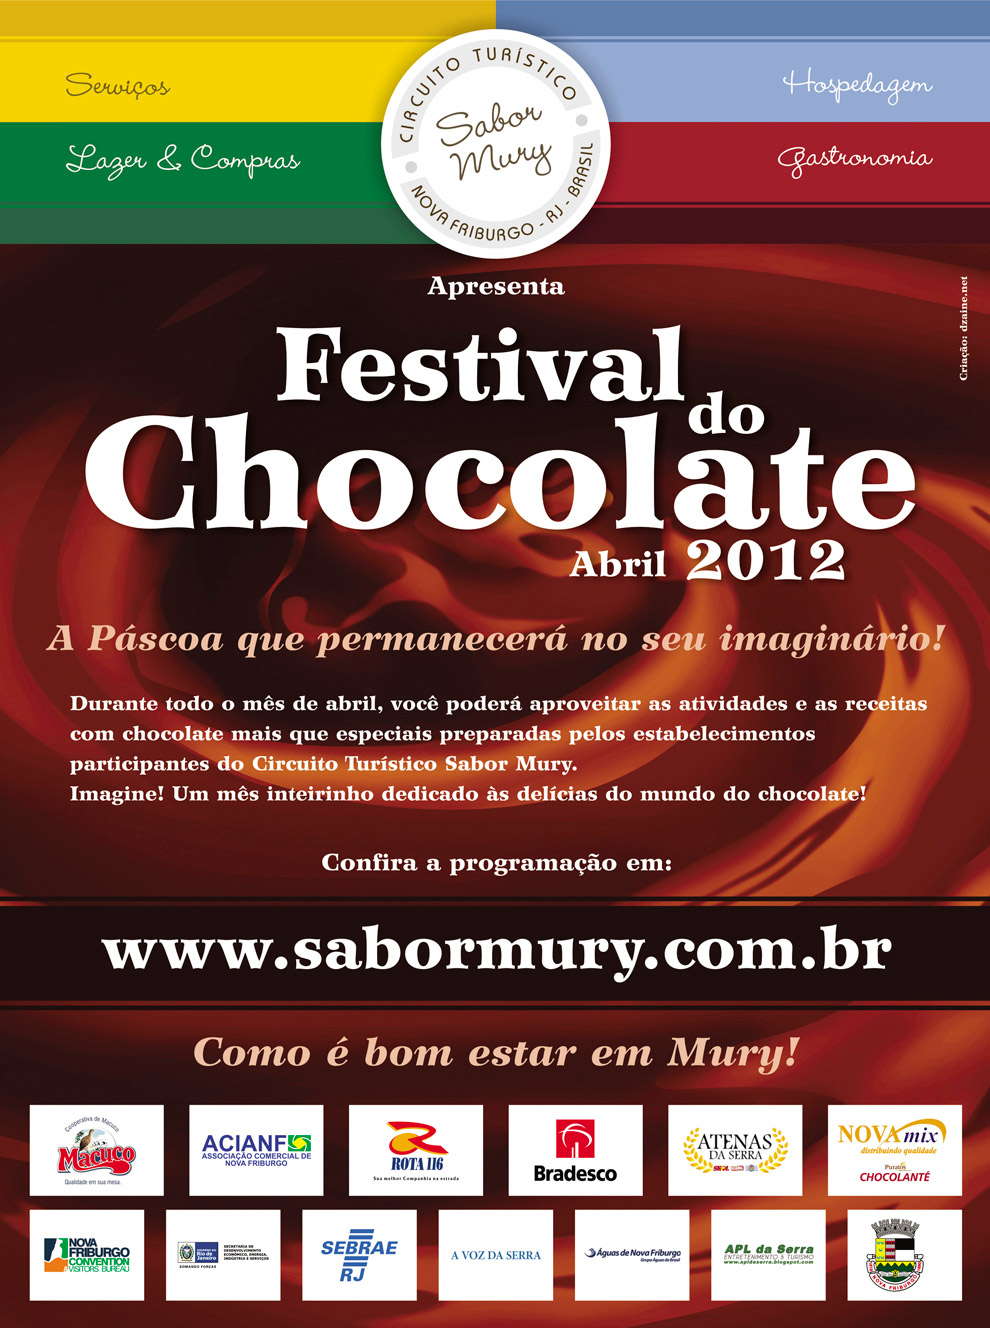 Serviços
Hospedagem
Lazer & Compras
Gastronomia
CIRCUITO TURÍSTICO
Sabor
Mury
NOVA FRIBURGO - RJ - BRASIL
Apresenta
Criação: dzaine.net
Festival
do
Chocolate
Abril 2012
A Páscoa que permanecerá no seu imaginário!
Durante todo o mês de abril, você poderá aproveitar as atividades e as receitas
com chocolate mais que especiais preparadas pelos estabelecimentos
participantes do Circuito Turístico Sabor Mury.
Imagine! Um mês inteirinho dedicado às delícias do mundo do chocolate!
Confira a programação em:
www.sabormury.com.br
Como é bom estar em Mury!
Cooperativa de Macuco
Macuco
Qualidade em sua mesa.
ACIANF
ASSOCIAÇÃO COMERCIAL DE
NOVA FRIBURGO
ROTA 116
Sua melhor Companhia na estrada
Bradesco
ATENAS
DA SERRA
NOVA mix
distribuindo qualidade
Puratos
CHOCOLANTÉ
NOVA
FRIBURGO
CONVENTION
& VISITORS BUREAU
GOVERNO DO
Rio de
Janeiro
SOMANDO FORÇAS
SECRETARIA DE
DESENVOLVIMENTO
ECONÔMICO, ENERGIA,
INDÚSTRIA E SERVIÇOS
SEBRAE
RJ
A VOZ DA SERRA
Águas de Nova Friburgo
Grupo Águas do Brasil
APL da Serra
ENTRETENIMENTO & TURISMO
www.apldaserra.blogspot.com
NOVA FRIBURGO